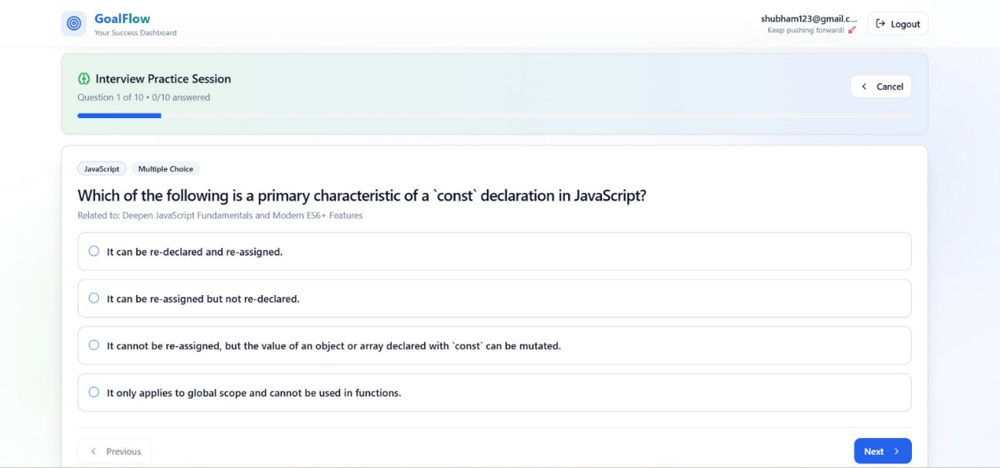 GoalFlow
Your Success Dashboard
shubham123@gmail.c...
Keep pushing forward! 🚀
Logout
Interview Practice Session
Question 1 of 10 • 0/10 answered
Cancel
JavaScript
Multiple Choice
Which of the following is a primary characteristic of a `const` declaration in JavaScript?
Related to: Deepen JavaScript Fundamentals and Modern ES6+ Features
It can be re-declared and re-assigned.
It can be re-assigned but not re-declared.
It cannot be re-assigned, but the value of an object or array declared with `const` can be mutated.
It only applies to global scope and cannot be used in functions.
Previous
Next